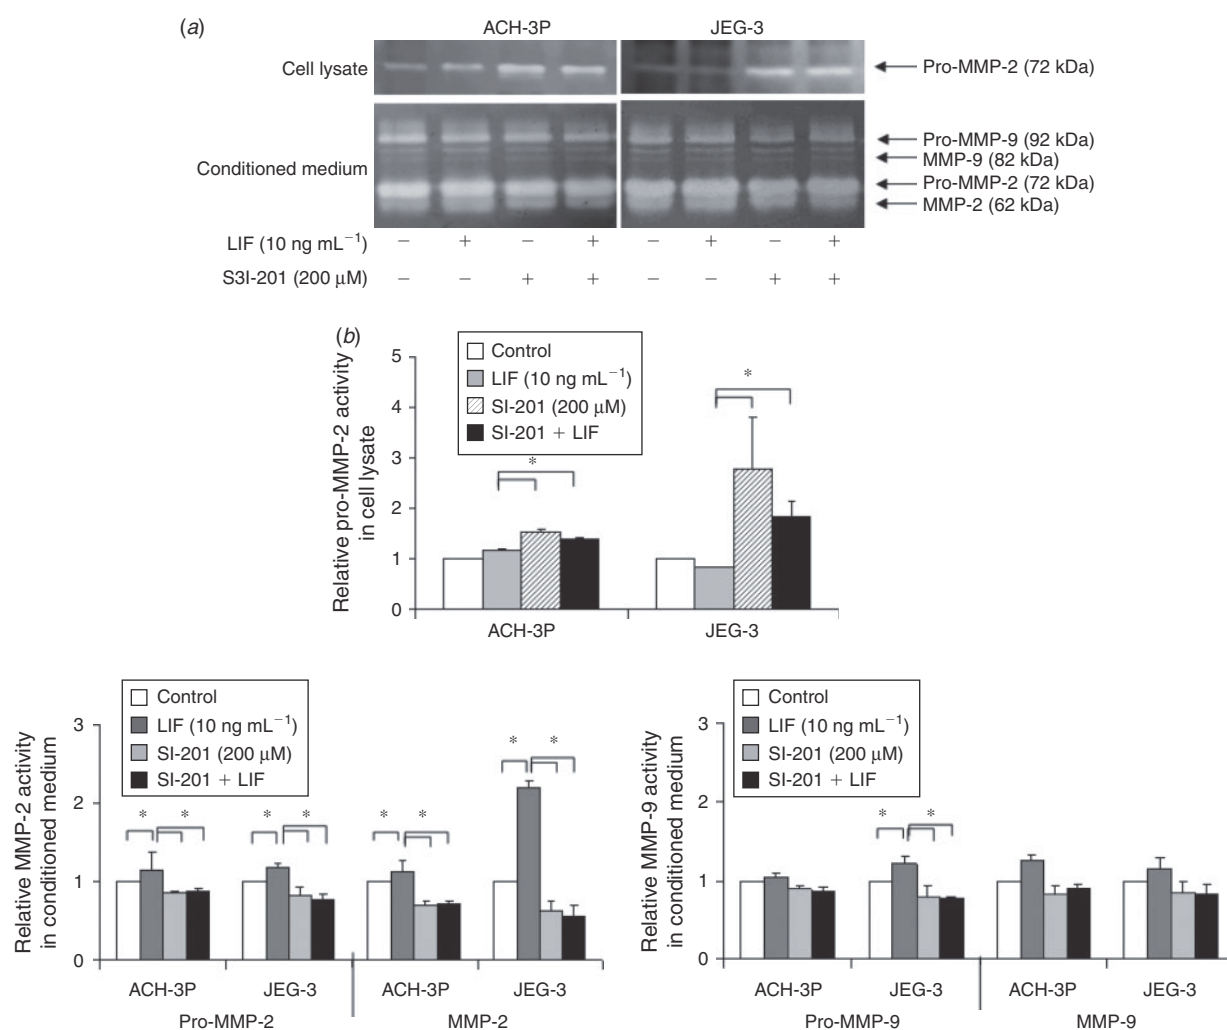 (a)
ACH-3P JEG-3
Cell lysate
Pro-MMP-2 (72 kDa)
Conditioned medium
Pro-MMP-9 (92 kDa)
MMP-9 (82 kDa)
Pro-MMP-2 (72 kDa)
MMP-2 (62 kDa)
LIF (10 ng mL⁻¹) − + − + − + − +
S3I-201 (200 μM) − − + + − − + +
(b)
Relative pro-MMP-2 activity
in cell lysate
5
4
3
2
1
0
Control
LIF (10 ng mL⁻¹)
SI-201 (200 μM)
SI-201 + LIF
*
*
ACH-3P JEG-3
Relative MMP-2 activity
in conditioned medium
3
2
1
0
Control
LIF (10 ng mL⁻¹)
SI-201 (200 μM)
SI-201 + LIF
* *
* * * * * *
ACH-3P JEG-3 ACH-3P JEG-3
Pro-MMP-2 MMP-2
Relative MMP-9 activity
in conditioned medium
3
2
1
0
Control
LIF (10 ng mL⁻¹)
SI-201 (200 μM)
SI-201 + LIF
* *
ACH-3P JEG-3 ACH-3P JEG-3
Pro-MMP-9 MMP-9